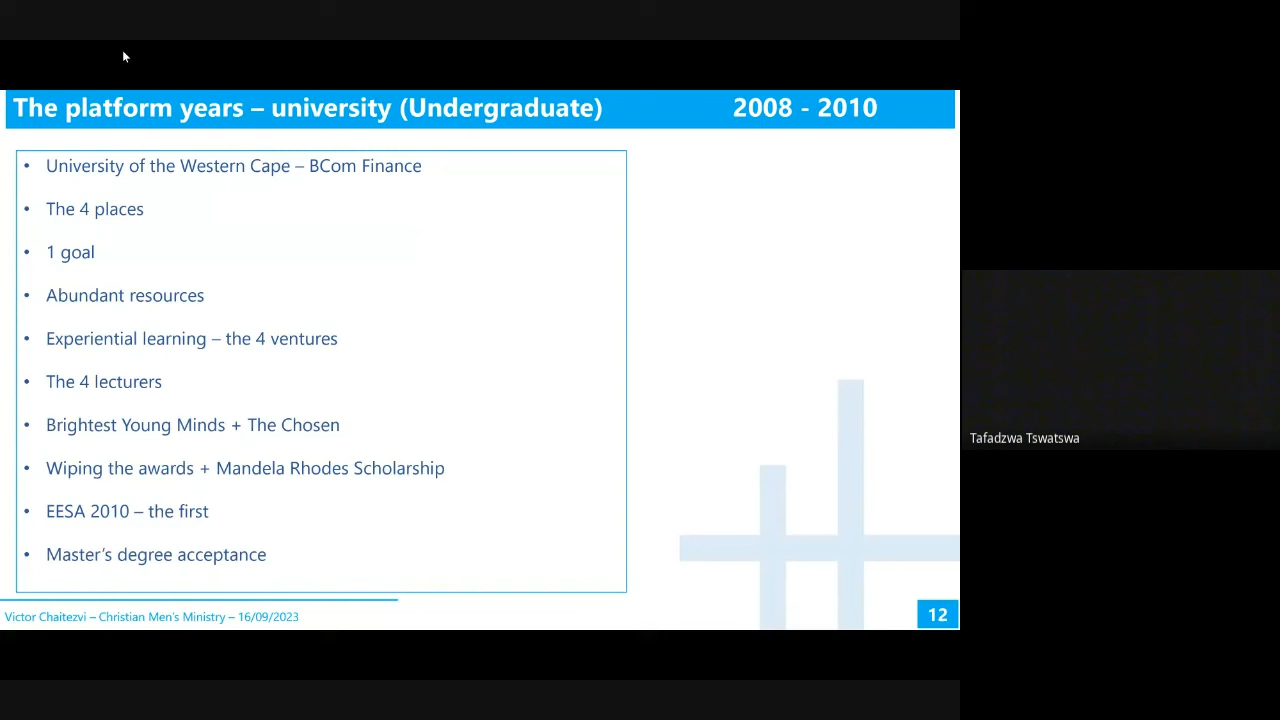 The platform years – university (Undergraduate) 2008 - 2010
• University of the Western Cape – BCom Finance
• The 4 places
• 1 goal
• Abundant resources
• Experiential learning – the 4 ventures
• The 4 lecturers
• Brightest Young Minds + The Chosen
• Wiping the awards + Mandela Rhodes Scholarship
• EESA 2010 – the first
• Master’s degree acceptance
Victor Chaitezvi – Christian Men's Ministry – 16/09/2023
12
Tafadzwa Tswatswa